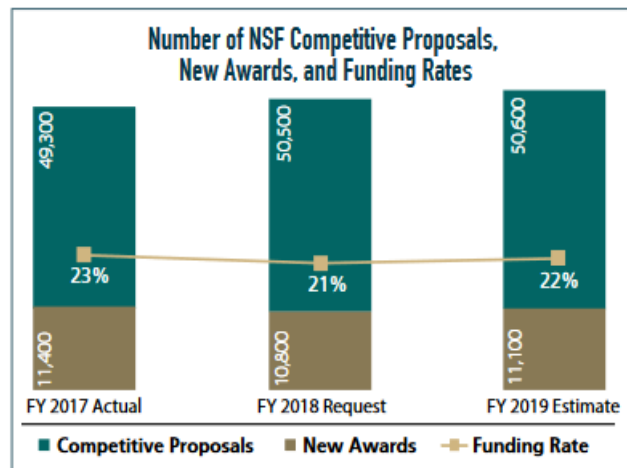 Number of NSF Competitive Proposals,
New Awards, and Funding Rates
49,300
50,500
50,600
23%
21%
22%
11,400
10,800
11,100
FY 2017 Actual
FY 2018 Request
FY 2019 Estimate
Competitive Proposals
New Awards
Funding Rate